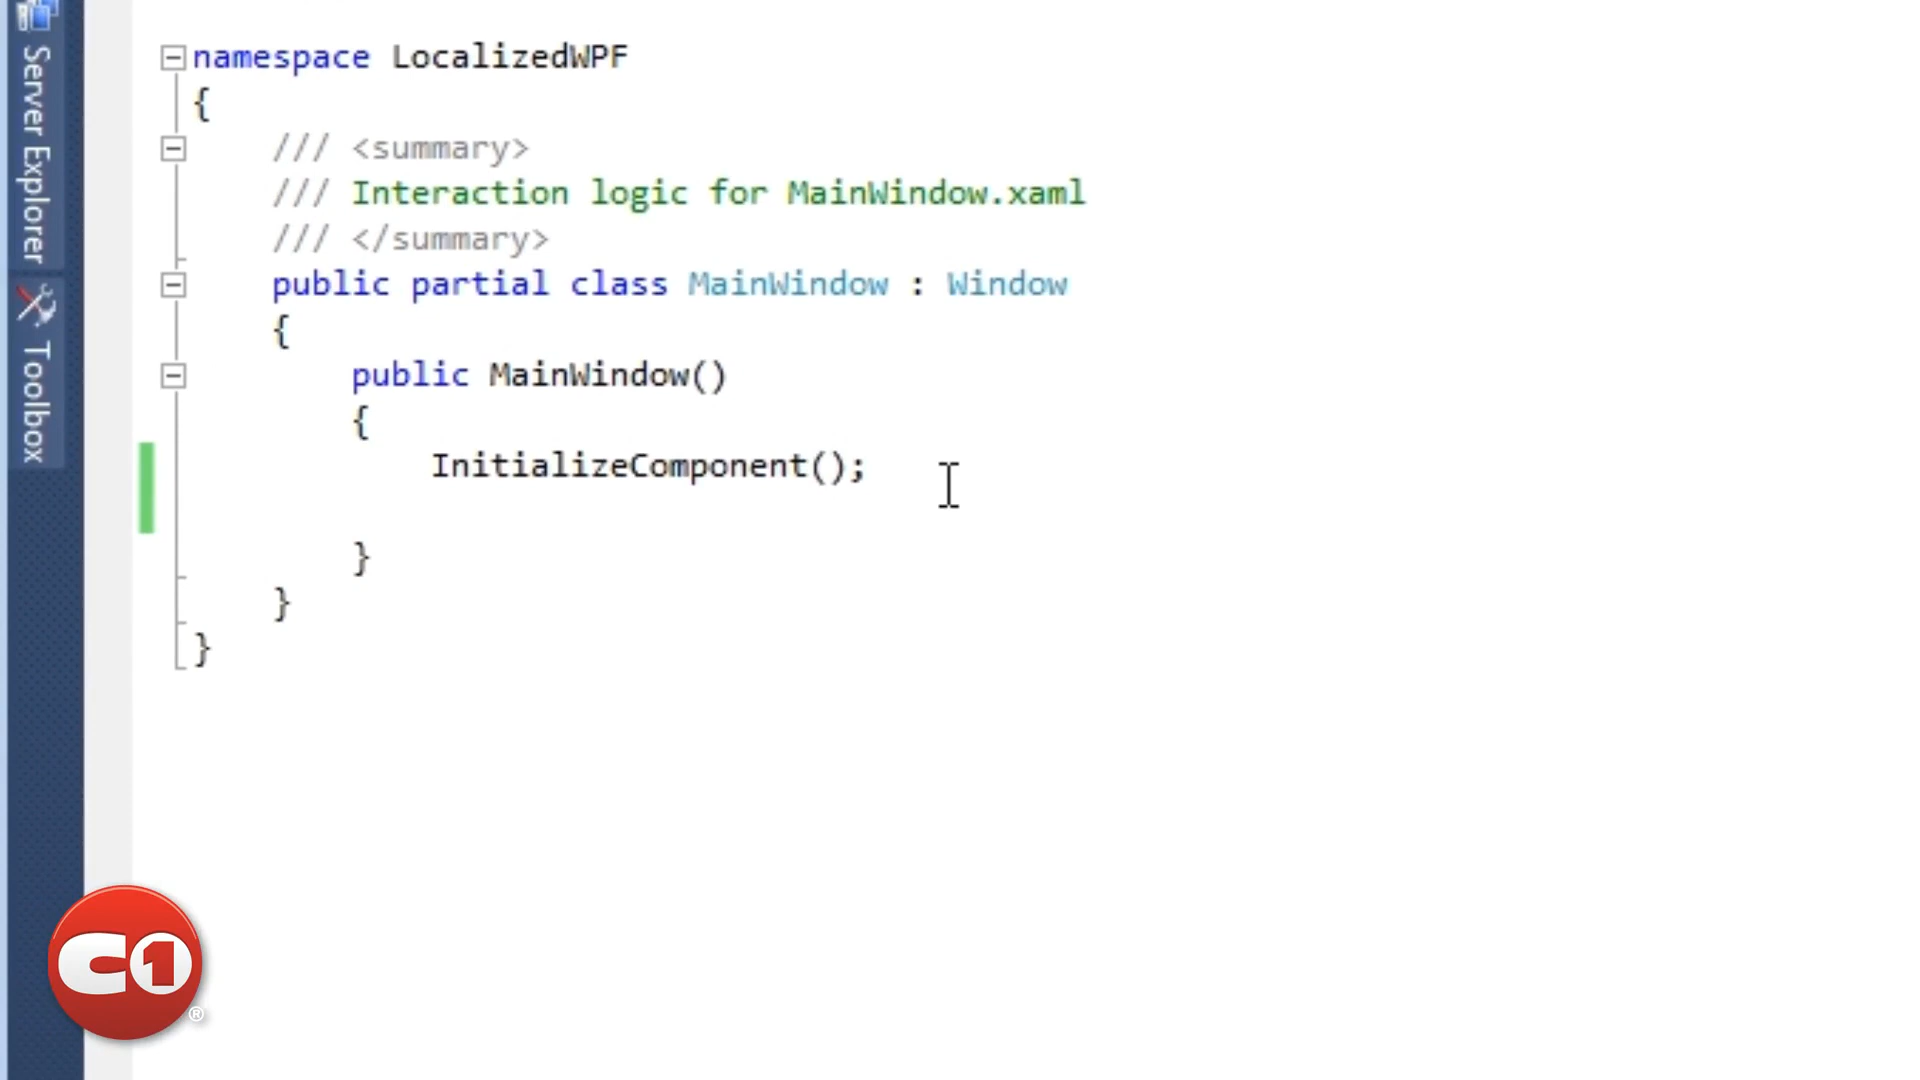 Server Explorer
Toolbox
namespace LocalizedWPF
{
/// <summary>
/// Interaction logic for MainWindow.xaml
/// </summary>
public partial class MainWindow : Window
{
public MainWindow()
{
InitializeComponent();
}
}
}
C1
®